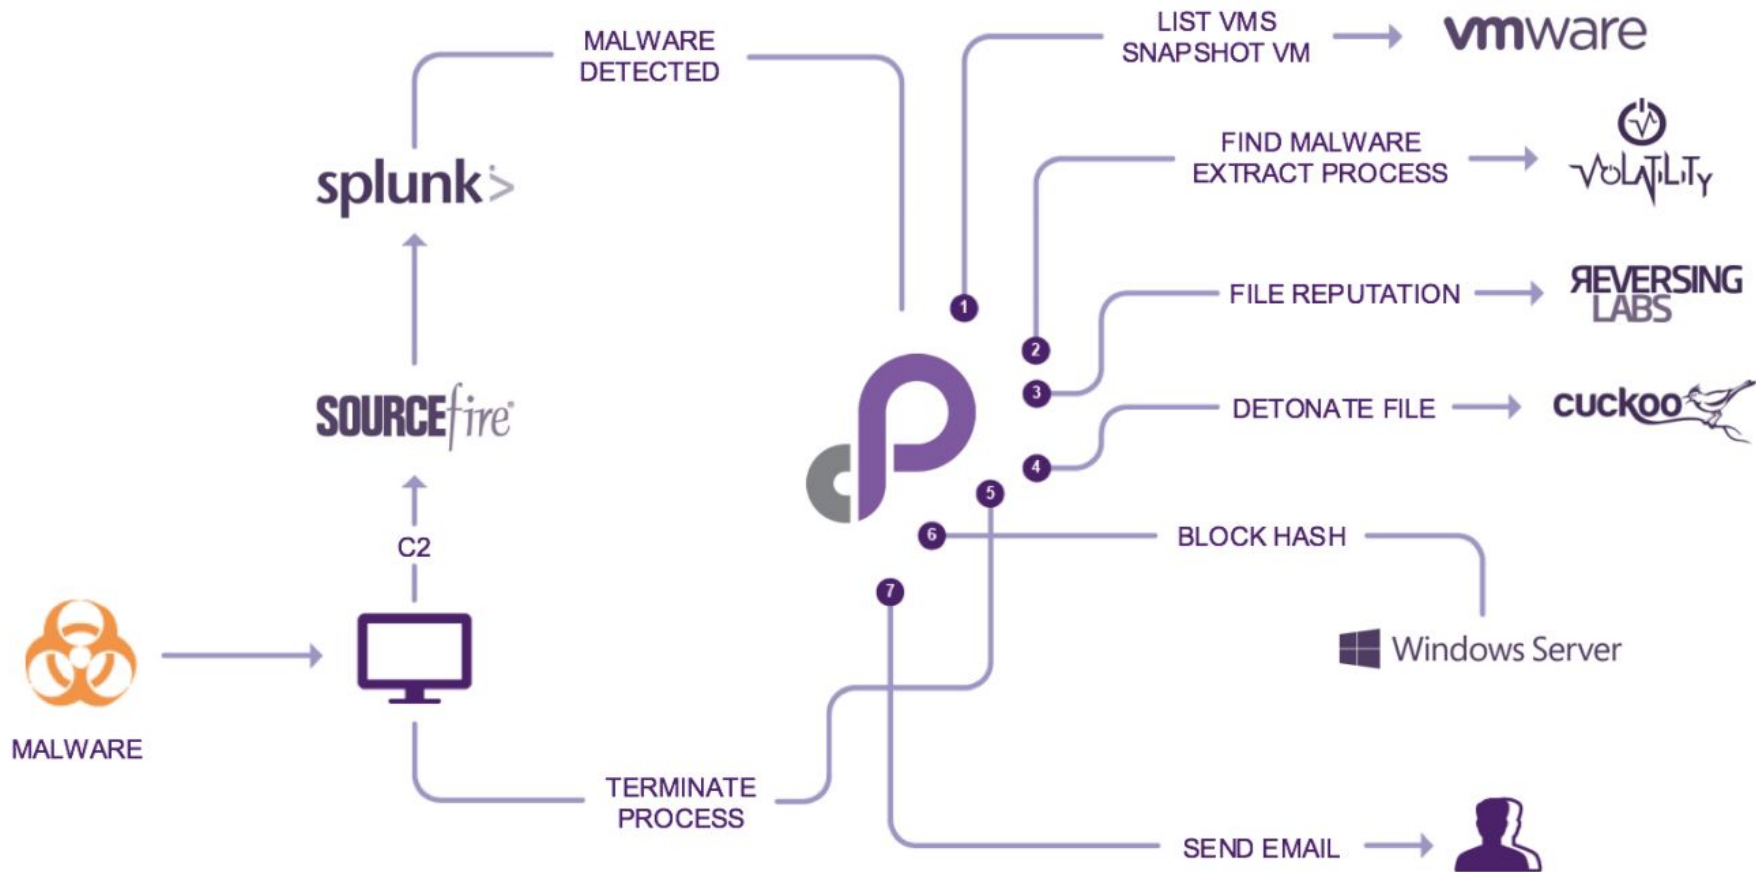 MALWARE
DETECTED
LIST VMS
SNAPSHOT VM
vmware
FIND MALWARE
EXTRACT PROCESS
VOLATILITY
splunk>
FILE REPUTATION
REVERSING
LABS
1
2
3
SOURCEfire®
DETONATE FILE
cuckoo
4
5
C2
6
BLOCK HASH
7
Windows Server
MALWARE
TERMINATE
PROCESS
SEND EMAIL